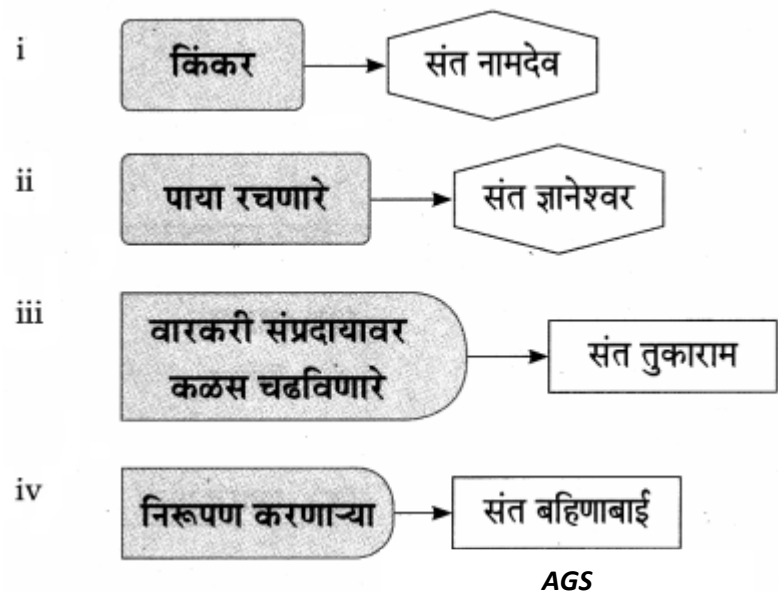 i किंकर संत नामदेव
ii पाया रचणारे संत ज्ञानेश्वर
iii वारकरी संप्रदायावर
कळस चढविणारे संत तुकाराम
iv निरूपण करणाऱ्या संत बहिणाबाई
AGS